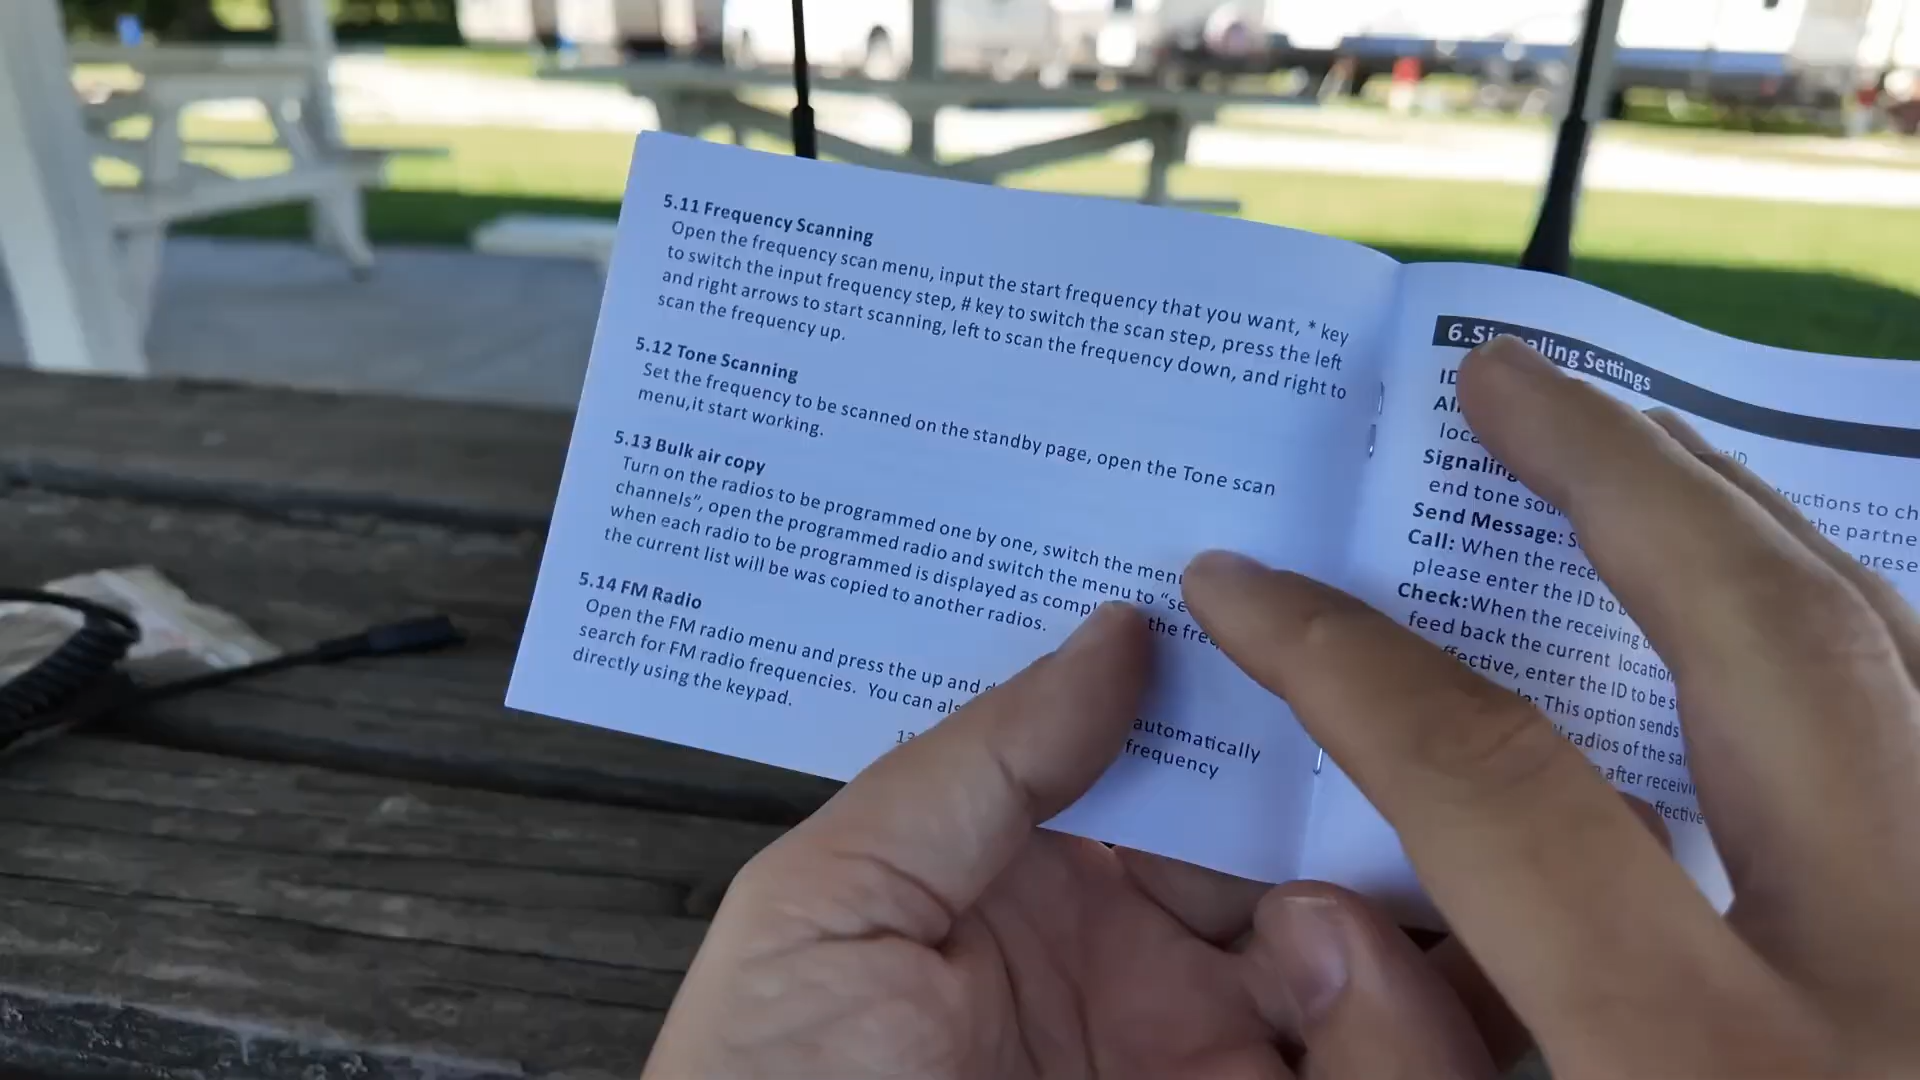 5.11 Frequency Scanning
Open the frequency scan menu, input the start frequency that you want, * key
to switch the input frequency step, # key to switch the scan step, press the left
and right arrows to start scanning, left to scan the frequency down, and right to
scan the frequency up.
5.12 Tone Scanning
Set the frequency to be scanned on the standby page, open the Tone scan
menu,it start working.
5.13 Bulk air copy
Turn on the radios to be programmed one by one, switch the menu
channels", open the programmed radio and switch the menu to "se
when each radio to be programmed is displayed as comp the freq
the current list will be was copied to another radios.
5.14 FM Radio
Open the FM radio menu and press the up and automatically
search for FM radio frequencies. You can als frequency
directly using the keypad.
6.Signaling Settings
ID
loca
Signaling
ructions to ch
end tone sou the partne
Send Message: prese
Call: When the rece
please enter the ID to
Check:When the receiving
feed back the current location
ffective, enter the ID to be s
: This option sends
radios of the sa
after receivi
ffective